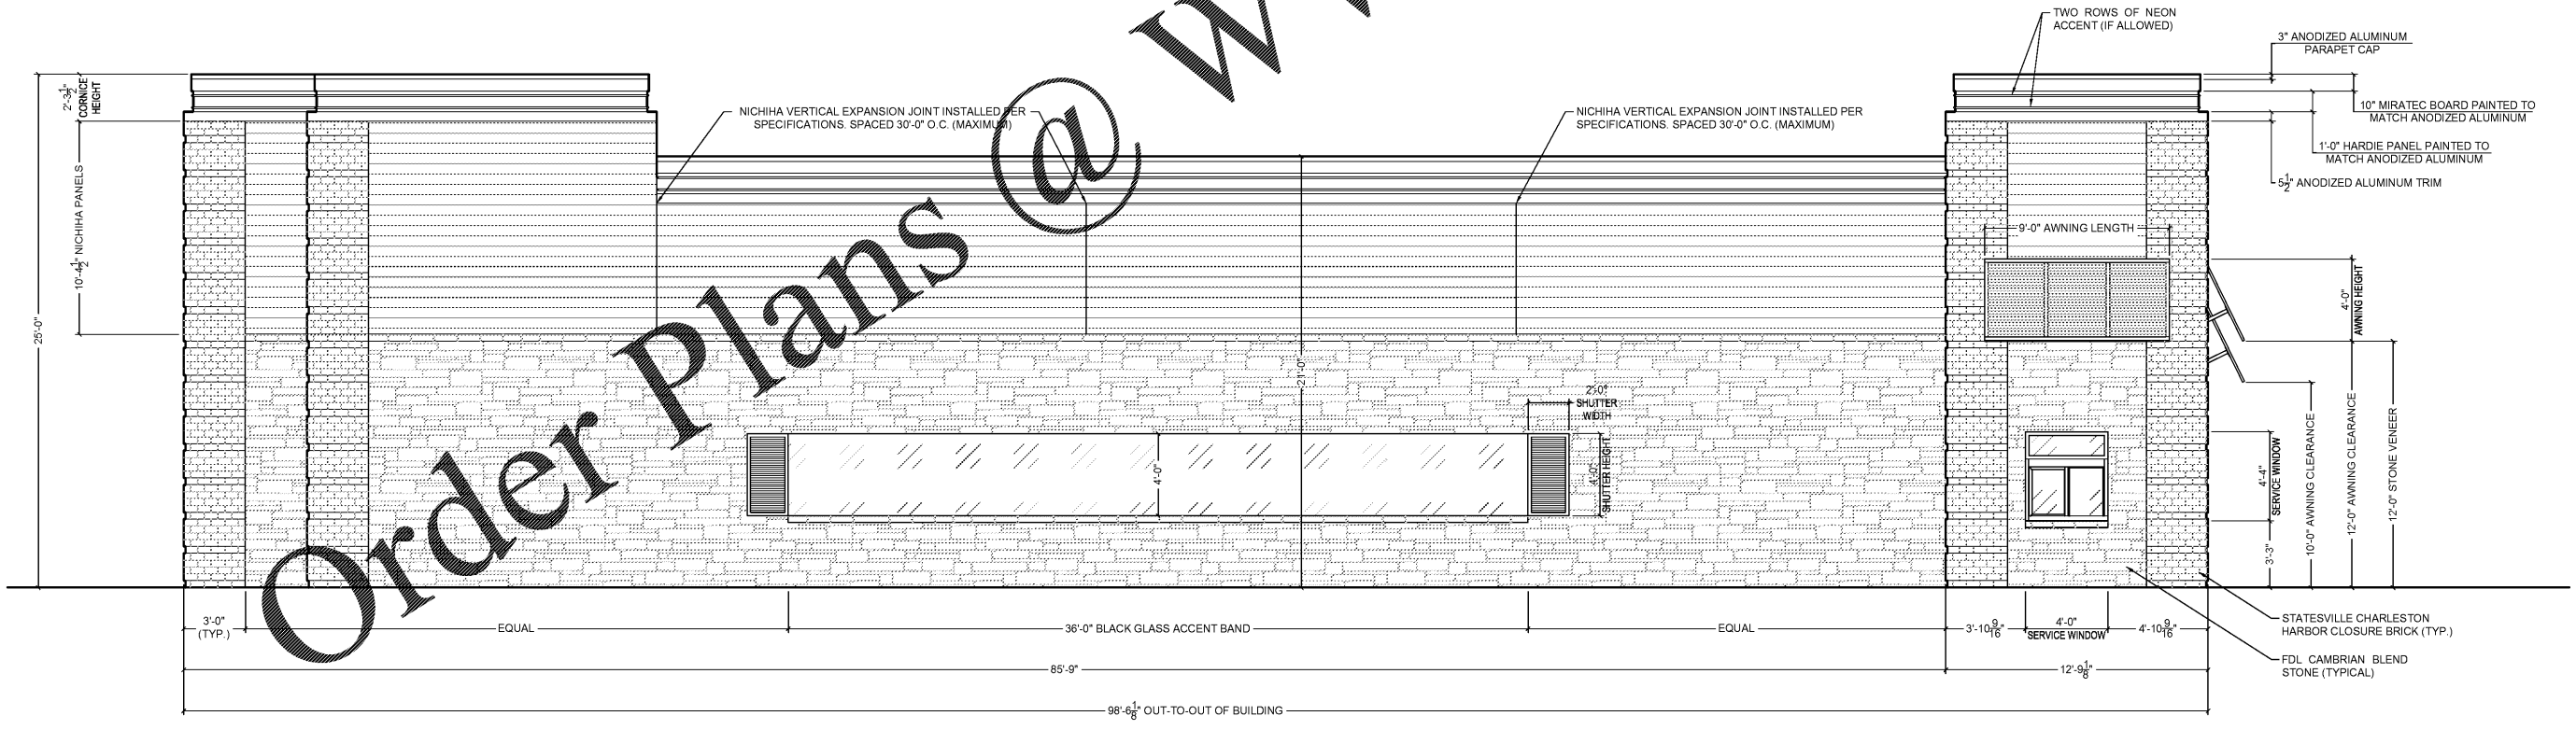 Order Plans @ W
TWO ROWS OF NEON
ACCENT (IF ALLOWED)
3" ANODIZED ALUMINUM
PARAPET CAP
10" MIRATEC BOARD PAINTED TO
MATCH ANODIZED ALUMINUM
1'-0" HARDIE PANEL PAINTED TO
MATCH ANODIZED ALUMINUM
5 1/2" ANODIZED ALUMINUM TRIM
2'-3 1/2"
CORNICE
HEIGHT
NICHIHA VERTICAL EXPANSION JOINT INSTALLED PER
SPECIFICATIONS. SPACED 30'-0" O.C. (MAXIMUM)
NICHIHA VERTICAL EXPANSION JOINT INSTALLED PER
SPECIFICATIONS. SPACED 30'-0" O.C. (MAXIMUM)
10'-4 1/2" NICHIHA PANELS
25'-0"
21'-0"
9'-0" AWNING LENGTH
4'-0"
AWNING HEIGHT
2'-0"
SHUTTER
WIDTH
4'-0"
4'-0"
SHUTTER HEIGHT
4'-4"
SERVICE WINDOW
3'-3"
10'-0" AWNING CLEARANCE
12'-0" AWNING CLEARANCE
12'-0" STONE VENEER
3'-0"
(TYP.)
EQUAL
36'-0" BLACK GLASS ACCENT BAND
EQUAL
3'-10 9/16"
4'-0"
SERVICE WINDOW
4'-10 9/16"
STATESVILLE CHARLESTON
HARBOR CLOSURE BRICK (TYP.)
FDL CAMBRIAN BLEND
STONE (TYPICAL)
85'-9"
12'-9 1/8"
98'-6 1/8" OUT-TO-OUT OF BUILDING